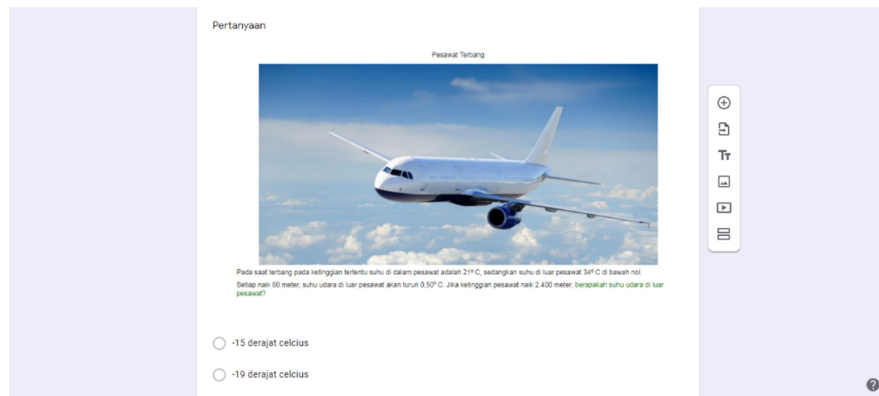 Pertanyaan
Pesawat Terbang
Pada saat terbang pada ketinggian tertentu suhu di dalam pesawat adalah 21º C, sedangkan suhu di luar pesawat 34º C di bawah nol.
Setiap naik 60 meter, suhu udara di luar pesawat akan turun 0,50º C. Jika ketinggian pesawat naik 2.400 meter, berapakah suhu udara di luar
pesawat?
-15 derajat celcius
-19 derajat celcius